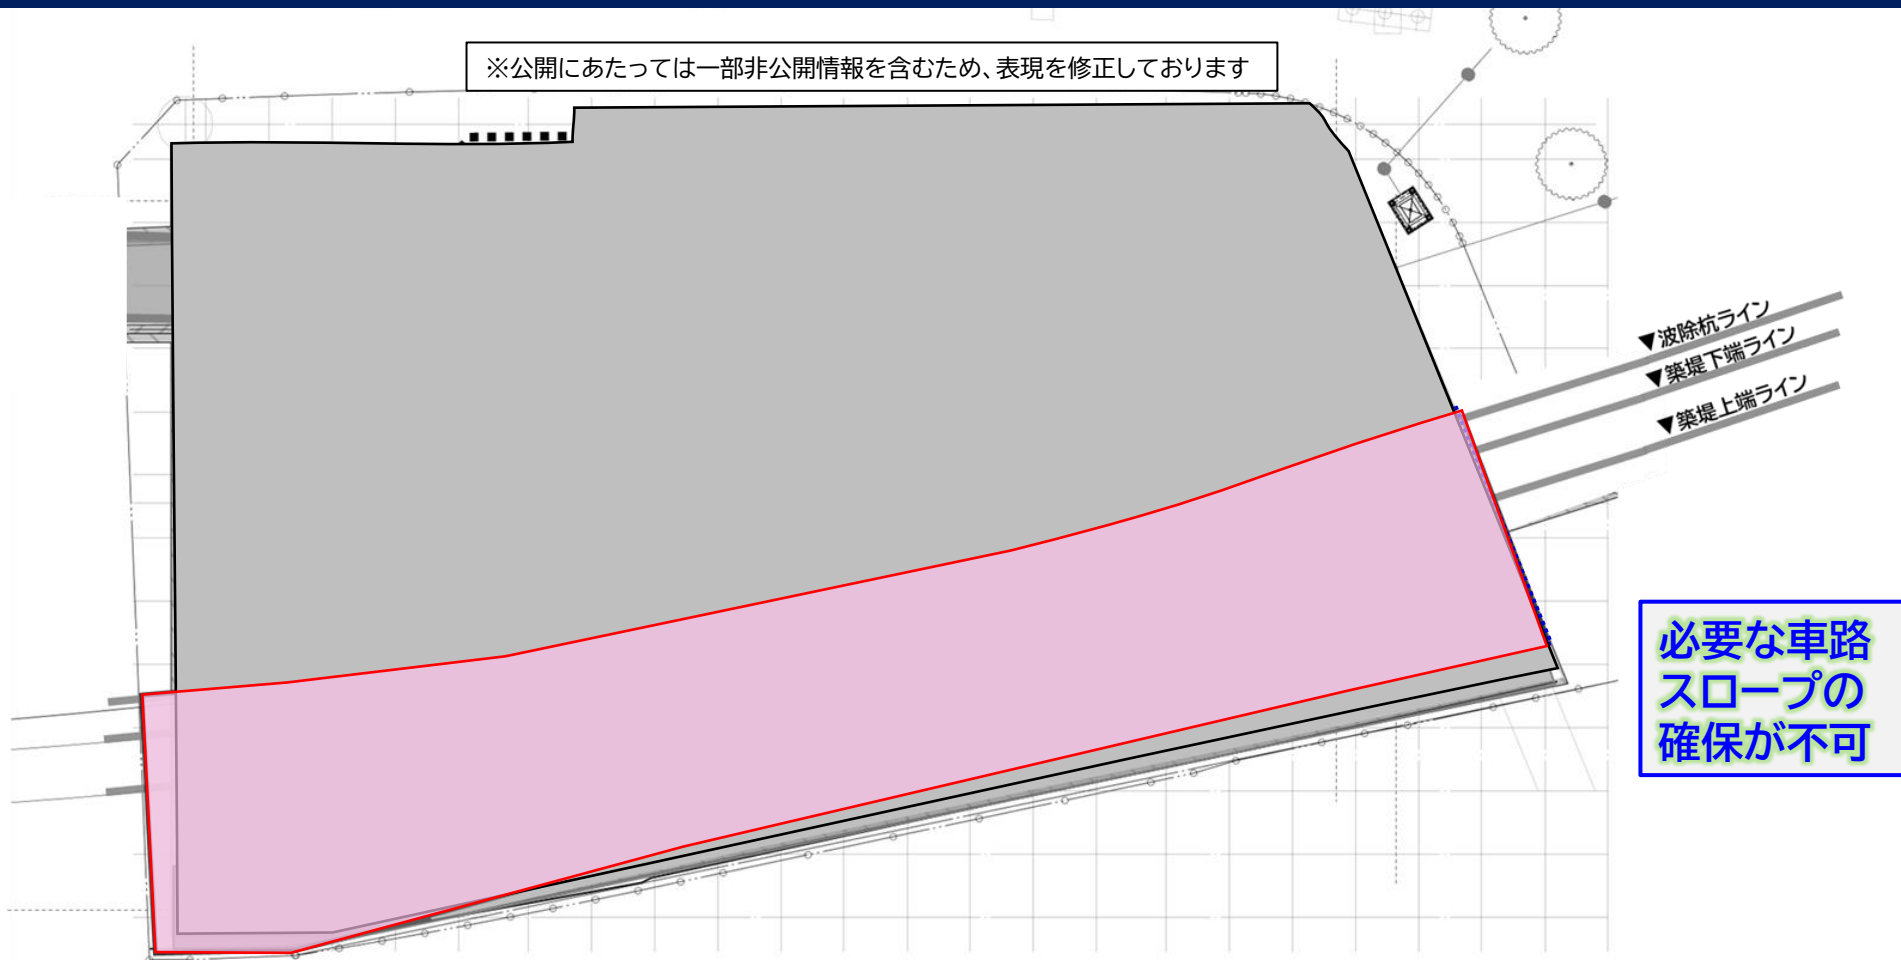 ※公開にあたっては一部非公開情報を含むため、表現を修正しております
▼波除杭ライン
▼築堤下端ライン
▼築堤上端ライン
必要な車路
スロープの
確保が不可